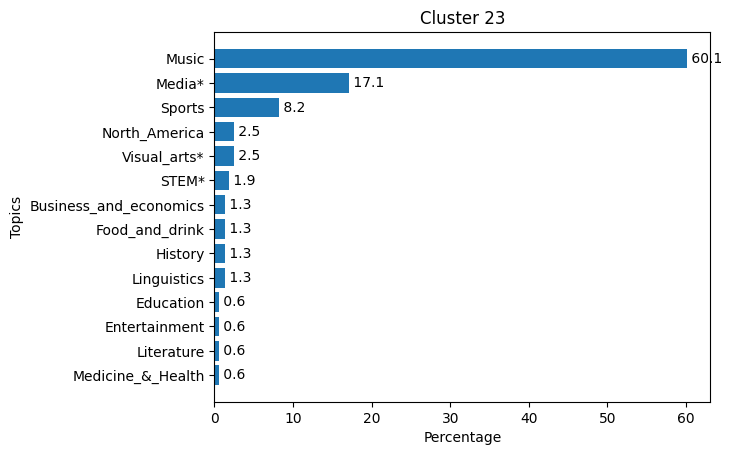 Cluster 23
Topics
Music 60.1
Media* 17.1
Sports 8.2
North_America 2.5
Visual_arts* 2.5
STEM* 1.9
Business_and_economics 1.3
Food_and_drink 1.3
History 1.3
Linguistics 1.3
Education 0.6
Entertainment 0.6
Literature 0.6
Medicine_&_Health 0.6
0 10 20 30 40 50 60
Percentage